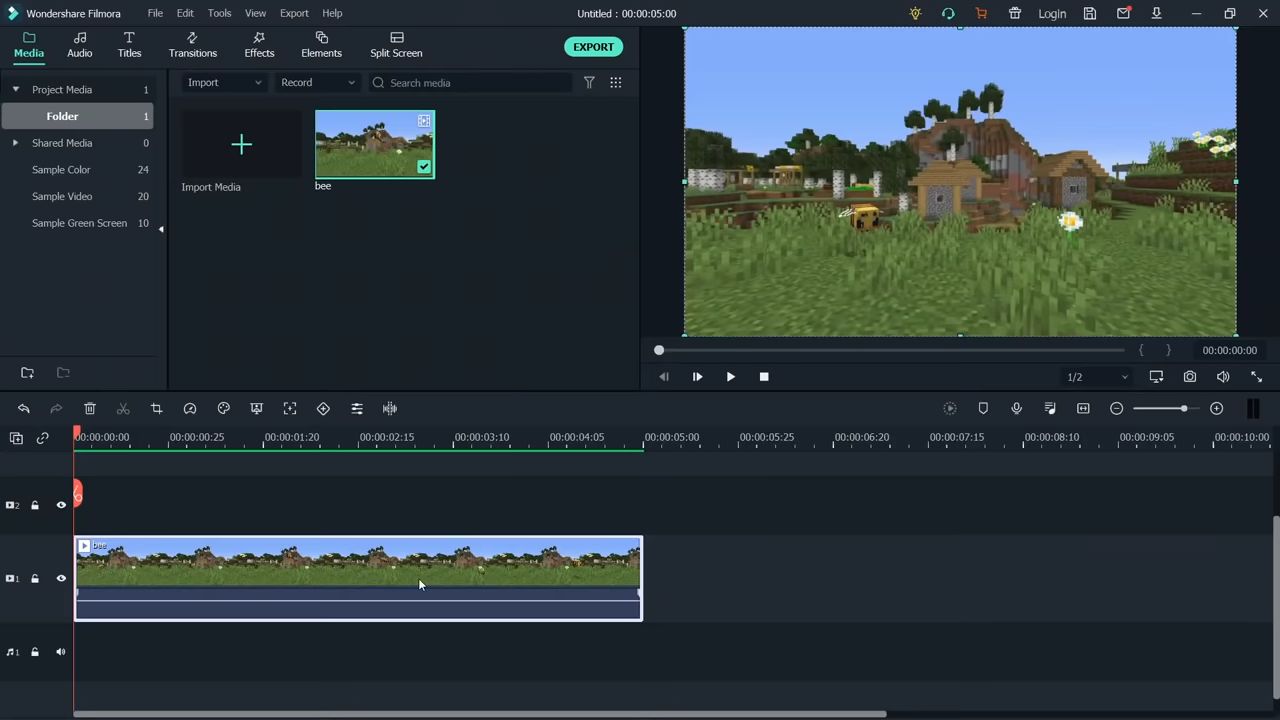 Wondershare Filmora File Edit Tools View Export Help Untitled : 00:00:05:00 Login
Media Audio Titles Transitions Effects Elements Split Screen EXPORT
Project Media 1
Folder 1
Shared Media 0
Sample Color 24
Sample Video 20
Sample Green Screen 10
Import Record Search media
Import Media
bee
{ } 00:00:00:00
1/2
00:00:00:00 00:00:00:25 00:00:01:20 00:00:02:15 00:00:03:10 00:00:04:05 00:00:05:00 00:00:05:25 00:00:06:20 00:00:07:15 00:00:08:10 00:00:09:05 00:00:10:00
2
bee
1
1